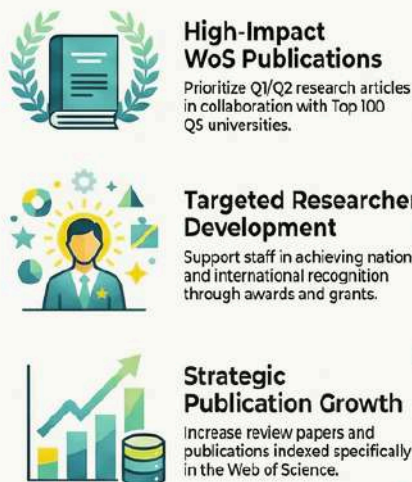 High-Impact
WoS Publications
Prioritize Q1/Q2 research articles
in collaboration with Top 100
QS universities.
Targeted Researcher
Development
Support staff in achieving nation
and international recognition
through awards and grants.
Strategic
Publication Growth
Increase review papers and
publications indexed specifically
in the Web of Science.